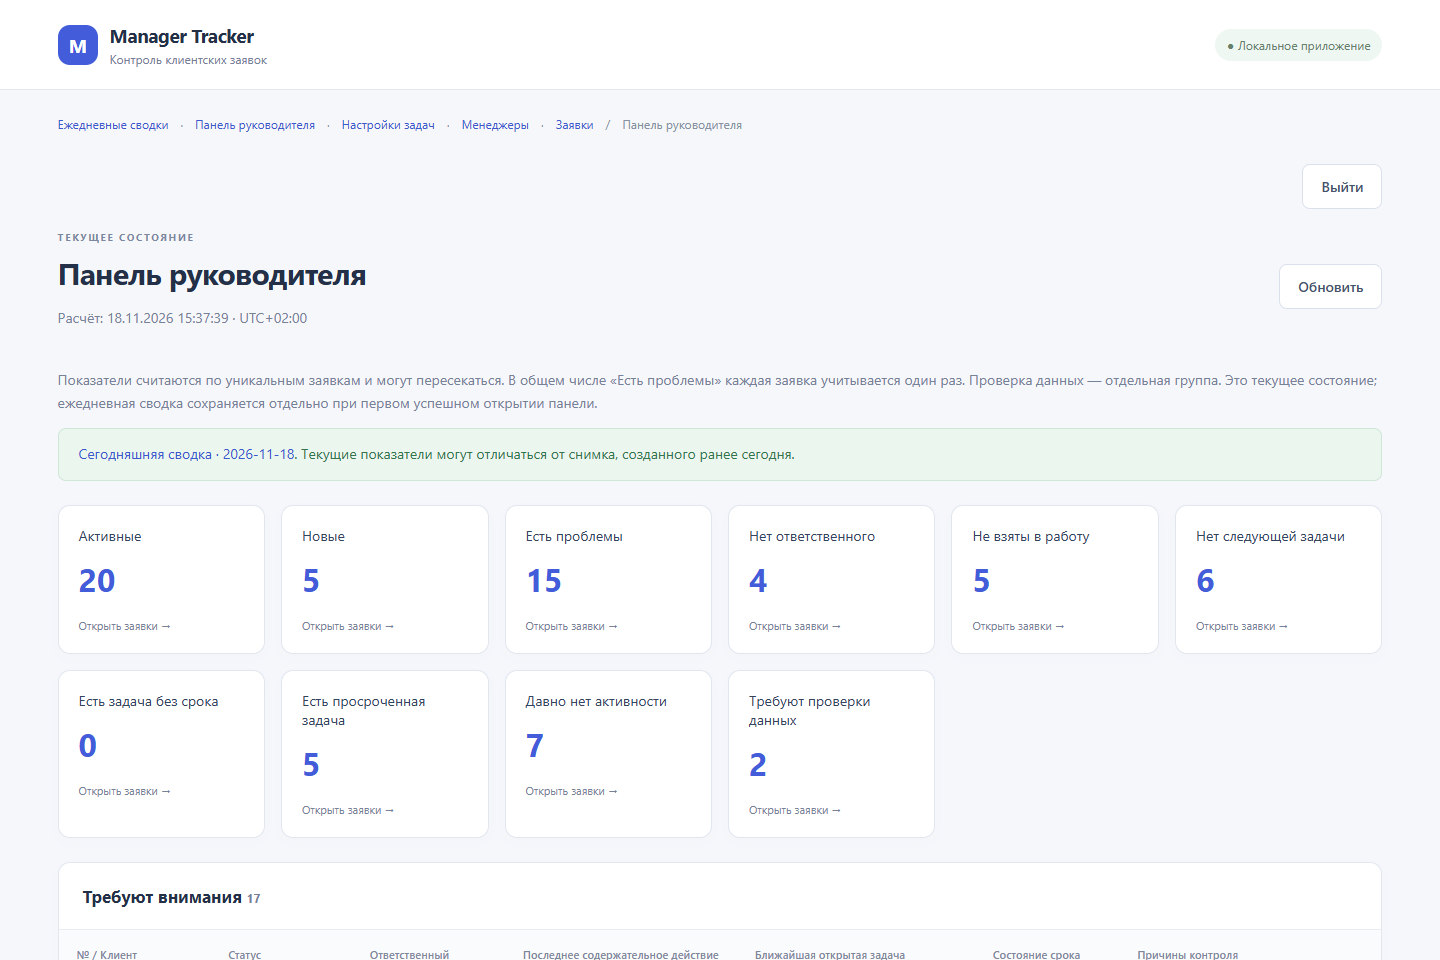 M
Manager Tracker
Контроль клиентских заявок
● Локальное приложение
Ежедневные сводки · Панель руководителя · Настройки задач · Менеджеры · Заявки / Панель руководителя
Выйти
ТЕКУЩЕЕ СОСТОЯНИЕ
Панель руководителя
Обновить
Расчёт: 18.11.2026 15:37:39 · UTC+02:00
Показатели считаются по уникальным заявкам и могут пересекаться. В общем числе «Есть проблемы» каждая заявка учитывается один раз. Проверка данных — отдельная группа. Это текущее состояние;
ежедневная сводка сохраняется отдельно при первом успешном открытии панели.
Сегодняшняя сводка · 2026-11-18. Текущие показатели могут отличаться от снимка, созданного ранее сегодня.
Активные
20
Открыть заявки →
Новые
5
Открыть заявки →
Есть проблемы
15
Открыть заявки →
Нет ответственного
4
Открыть заявки →
Не взяты в работу
5
Открыть заявки →
Нет следующей задачи
6
Открыть заявки →
Есть задача без срока
0
Открыть заявки →
Есть просроченная
задача
5
Открыть заявки →
Давно нет активности
7
Открыть заявки →
Требуют проверки
данных
2
Открыть заявки →
Требуют внимания 17
№ / Клиент Статус Ответственный Последнее содержательное действие Ближайшая открытая задача Состояние срока Причины контроля